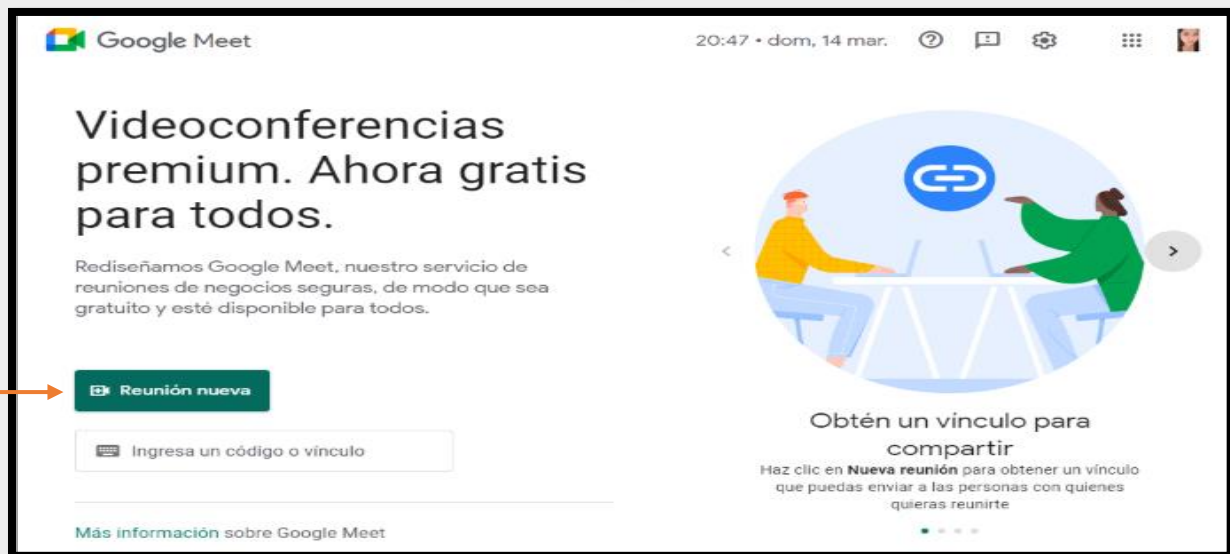 Google Meet
20:47 • dom, 14 mar.
Videoconferencias
premium. Ahora gratis
para todos.
Rediseñamos Google Meet, nuestro servicio de
reuniones de negocios seguras, de modo que sea
gratuito y esté disponible para todos.
Reunión nueva
Ingresa un código o vínculo
Más información sobre Google Meet
Obtén un vínculo para
compartir
Haz clic en Nueva reunión para obtener un vínculo
que puedas enviar a las personas con quienes
quieras reunirte